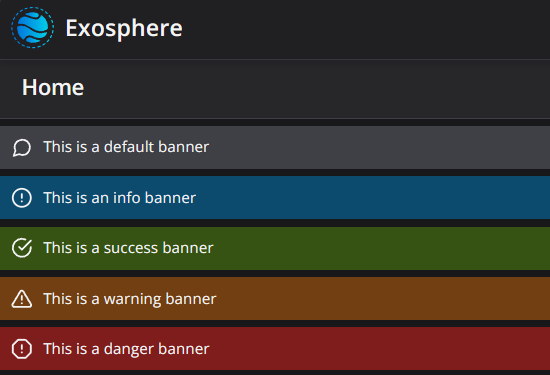 Exosphere
Home
This is a default banner
This is an info banner
This is a success banner
This is a warning banner
This is a danger banner